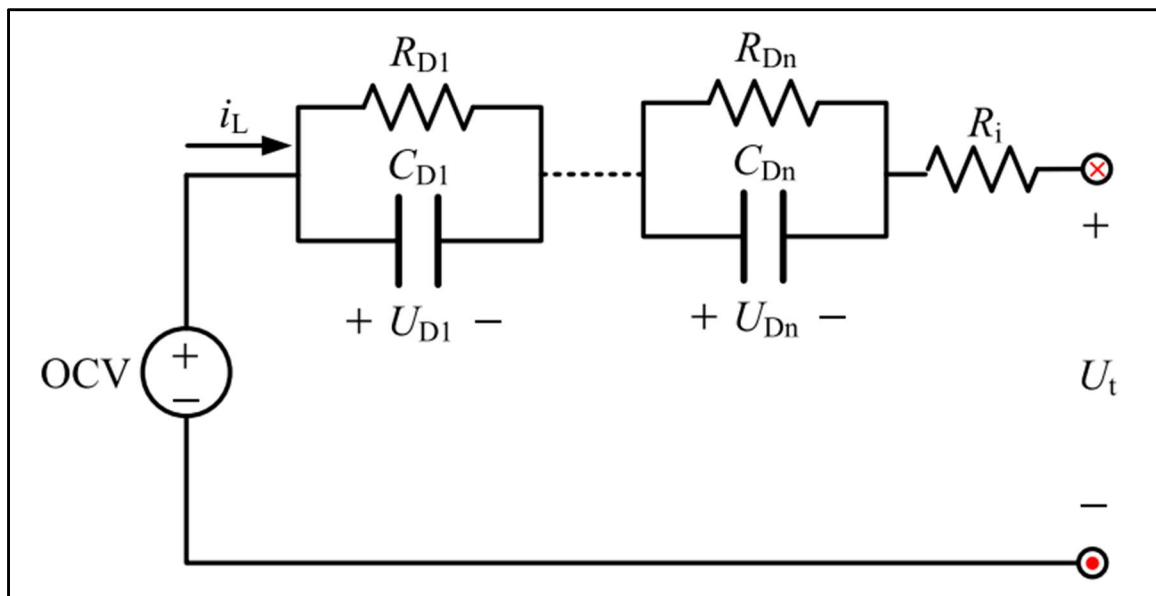 R_D1
R_Dn
i_L
R_i
C_D1
C_Dn
+
+ U_D1 −
+ U_Dn −
+
OCV
−
U_t
−